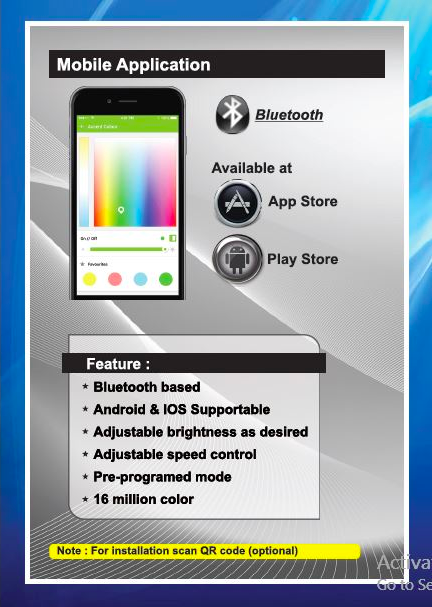 Mobile Application
Bluetooth
Accent Colour
Available at
App Store
Play Store
On // Off
Favourites
Feature :
Bluetooth based
Android & IOS Supportable
Adjustable brightness as desired
Adjustable speed control
Pre-programed mode
16 million color
Note : For installation scan QR code (optional)
Activa
Go to Se